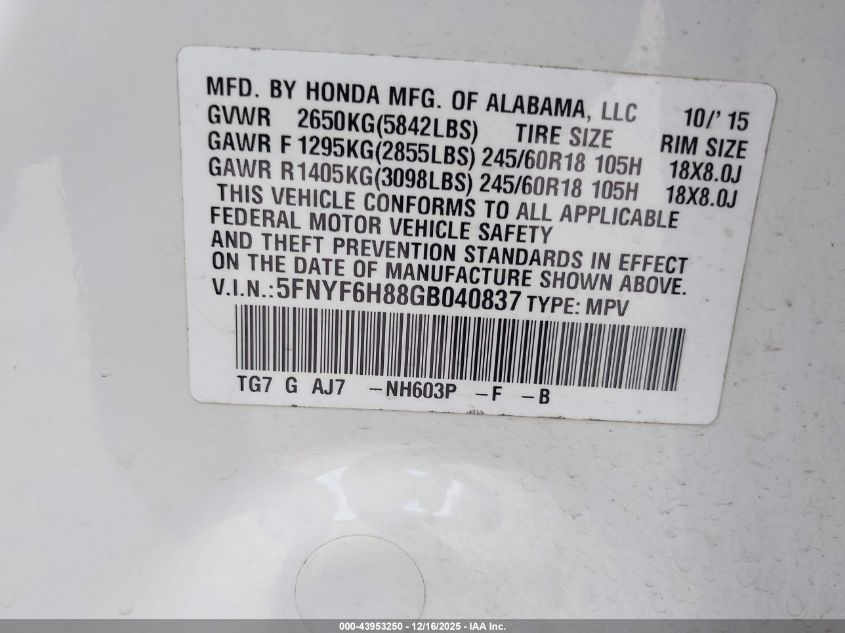 MFD. BY HONDA MFG. OF ALABAMA, LLC 10/'15
GVWR 2650KG(5842LBS) TIRE SIZE RIM SIZE
GAWR F 1295KG(2855LBS) 245/60R18 105H 18X8.0J
GAWR R1405KG(3098LBS) 245/60R18 105H 18X8.0J
THIS VEHICLE CONFORMS TO ALL APPLICABLE
FEDERAL MOTOR VEHICLE SAFETY
AND THEFT PREVENTION STANDARDS IN EFFECT
ON THE DATE OF MANUFACTURE SHOWN ABOVE.
V.I.N.:5FNYF6H88GB040837 TYPE: MPV
TG7 G AJ7 -NH603P -F -B
000-43953250 - 12/16/2025 - IAA Inc.